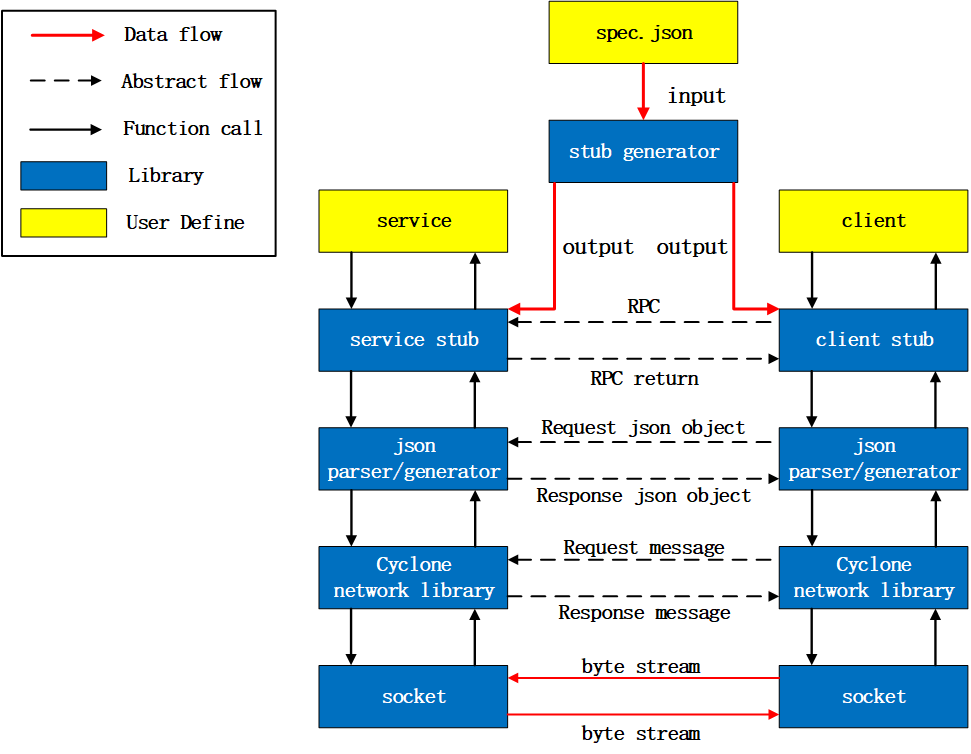 Data flow
Abstract flow
Function call
Library
User Define
spec.json
input
stub generator
service
client
output output
RPC
service stub
client stub
RPC return
Request json object
json
parser/generator
json
parser/generator
Response json object
Request message
Cyclone
network library
Cyclone
network library
Response message
byte stream
socket
socket
byte stream